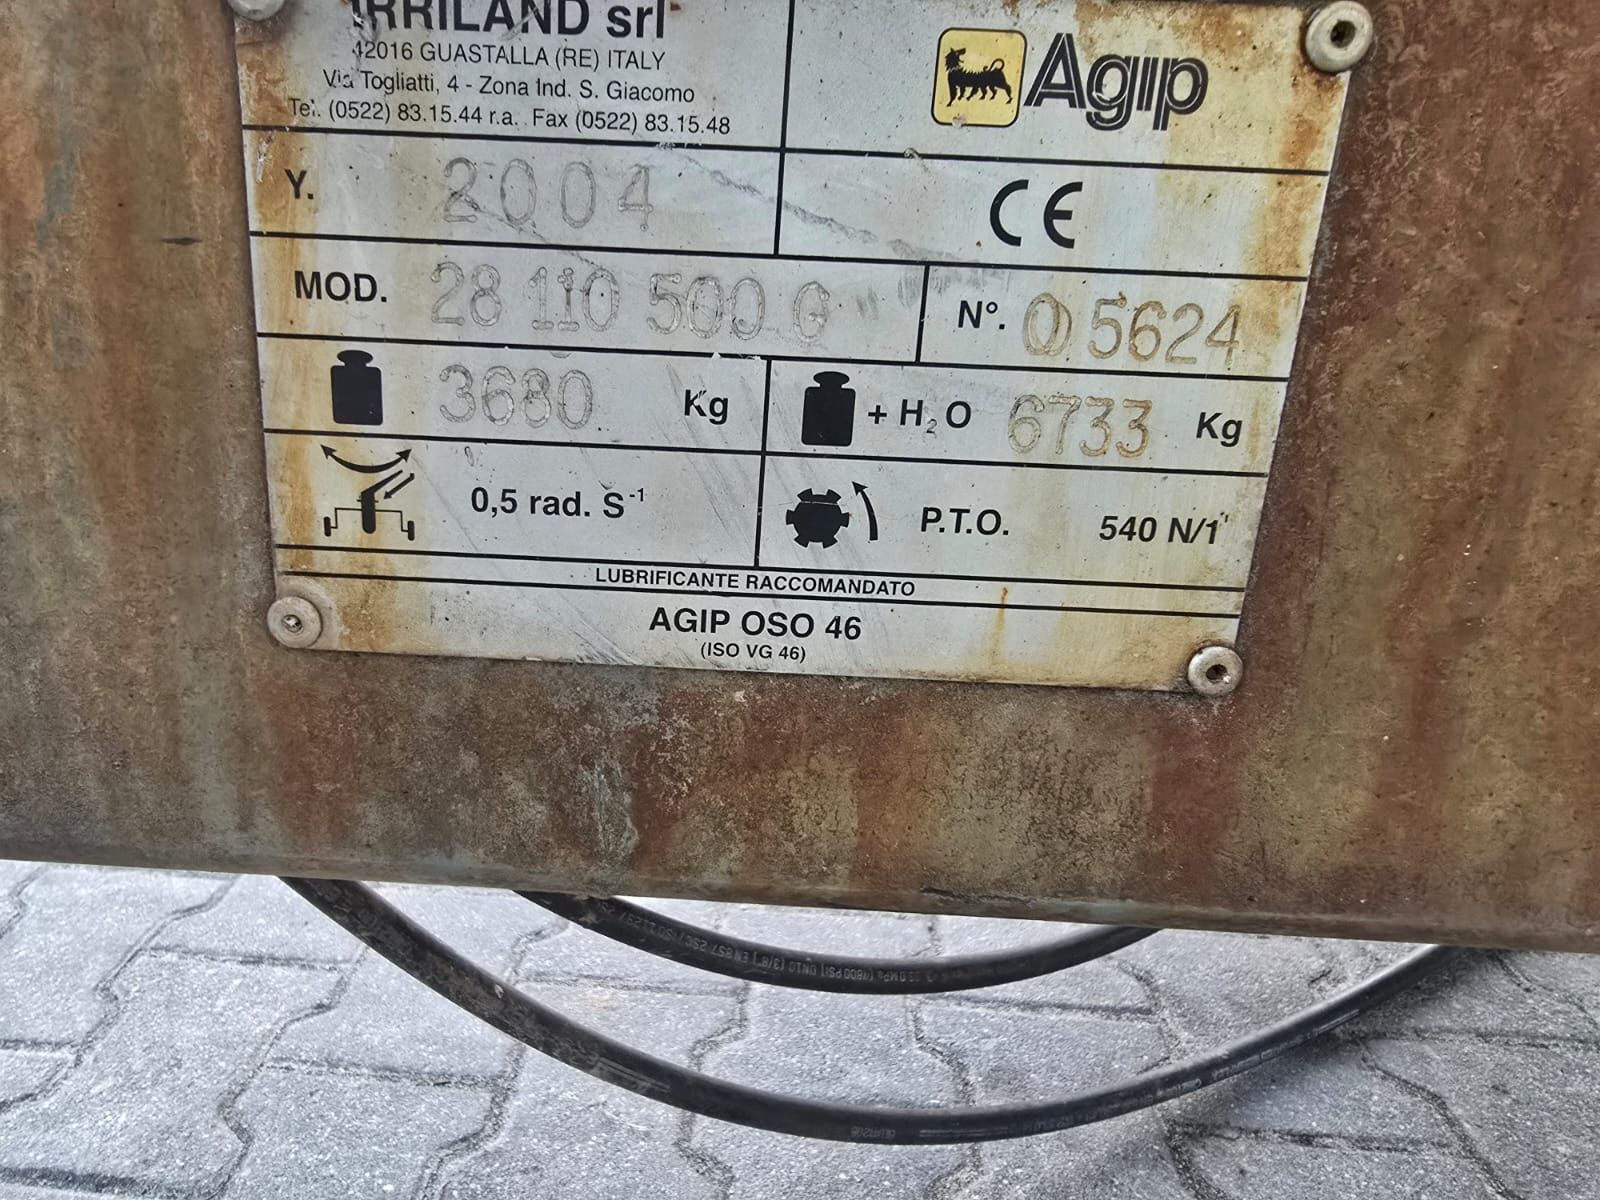 IRRILAND srl
42016 GUASTALLA (RE) ITALY
Via Togliatti, 4 - Zona Ind. S. Giacomo
Tel. (0522) 83.15.44 r.a. Fax (0522) 83.15.48
Agip
Y. 2004
CE
MOD. 28 110 500 G
N°. 05624
3680 Kg
+ H₂O 6733 Kg
0,5 rad. S⁻¹
P.T.O. 540 N/1'
LUBRIFICANTE RACCOMANDATO
AGIP OSO 46
(ISO VG 46)